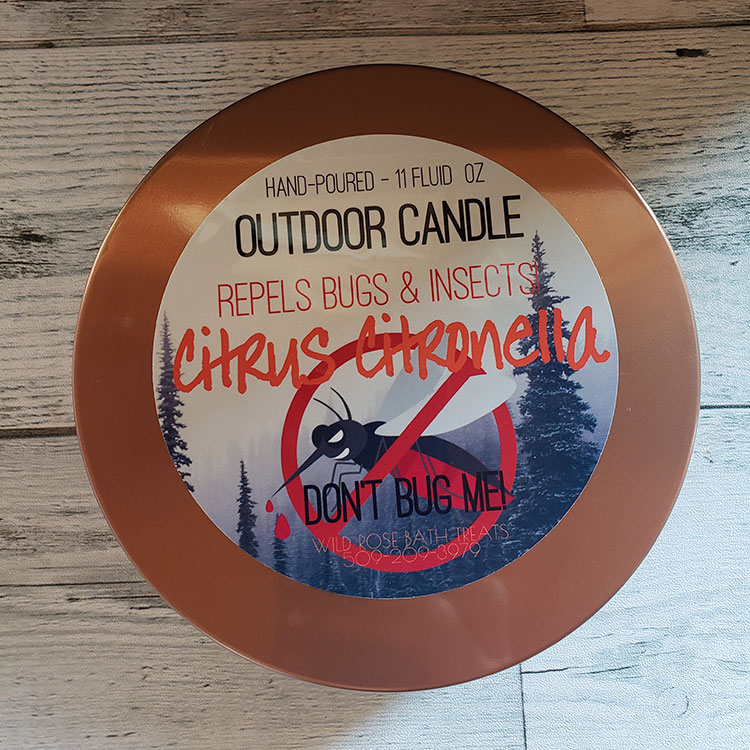 HAND-POURED - 11 FLUID OZ
OUTDOOR CANDLE
REPELS BUGS & INSECTS!
Citrus Citronella
DON'T BUG ME!
WILD ROSE BATH TREATS
509-209-3979